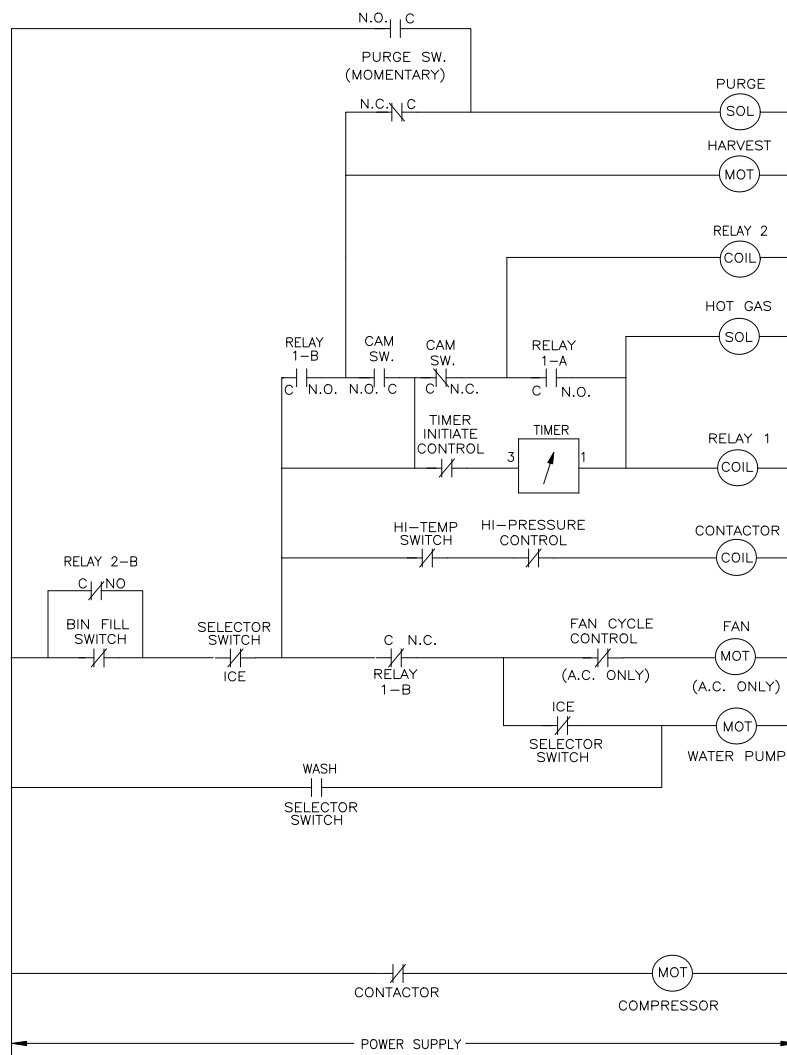 N.O. C
PURGE SW.
(MOMENTARY)
PURGE
N.C. C
SOL
HARVEST
MOT
RELAY 2
COIL
HOT GAS
SOL
RELAY
1-B
CAM
SW.
CAM
SW.
RELAY
1-A
C N.O.
N.O. C
C N.C.
C N.O.
TIMER
INITIATE
CONTROL
TIMER
3
1
RELAY 1
COIL
HI-TEMP
SWITCH
HI-PRESSURE
CONTROL
CONTACTOR
COIL
RELAY 2-B
C NO
BIN FILL
SWITCH
SELECTOR
SWITCH
ICE
C N.C.
RELAY
1-B
FAN CYCLE
CONTROL
(A.C. ONLY)
FAN
MOT
(A.C. ONLY)
ICE
SELECTOR
SWITCH
MOT
WATER PUMP
WASH
SELECTOR
SWITCH
CONTACTOR
MOT
COMPRESSOR
POWER SUPPLY